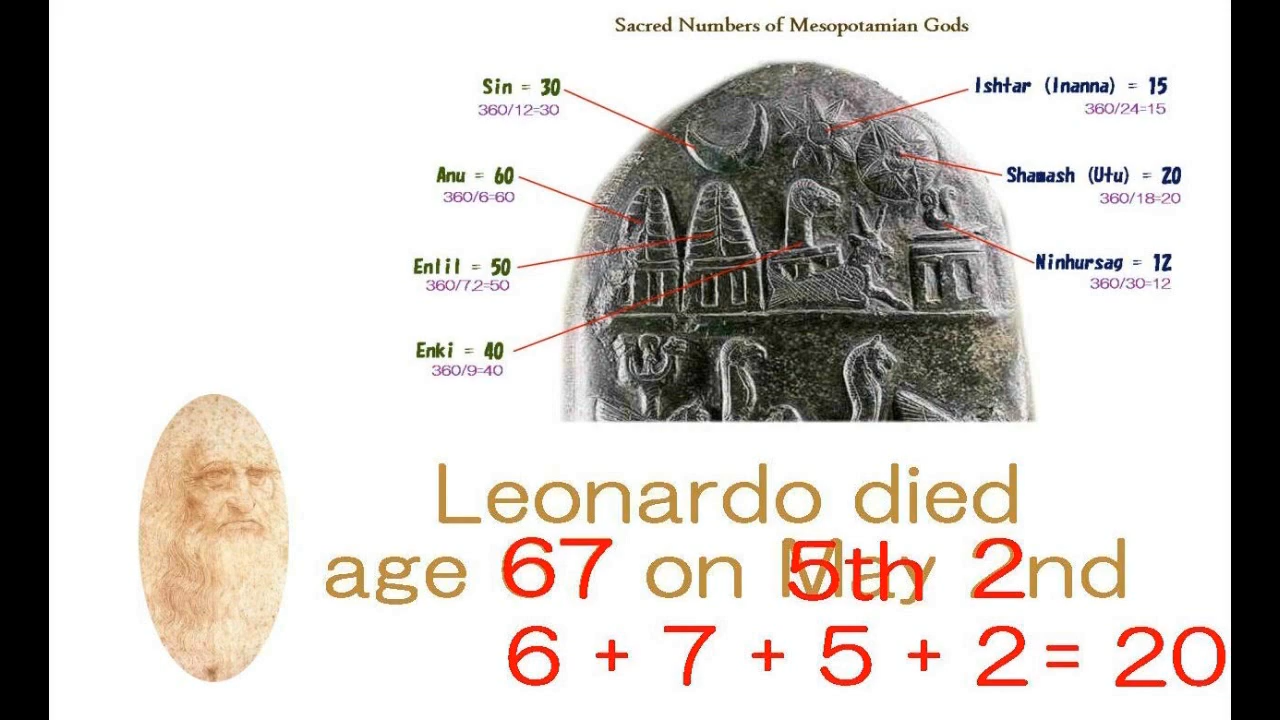 Sacred Numbers of Mesopotamian Gods
Sin = 30
360/12=30
Anu = 60
360/6=60
Enlil = 50
360/7,2=50
Enki = 40
360/9=40
Ishtar (Inanna) = 15
360/24=15
Shamash (Utu) = 20
360/18=20
Ninhursag = 12
360/30=12
Leonardo died
age 67 on May 5th 2nd
6 + 7 + 5 + 2 = 20